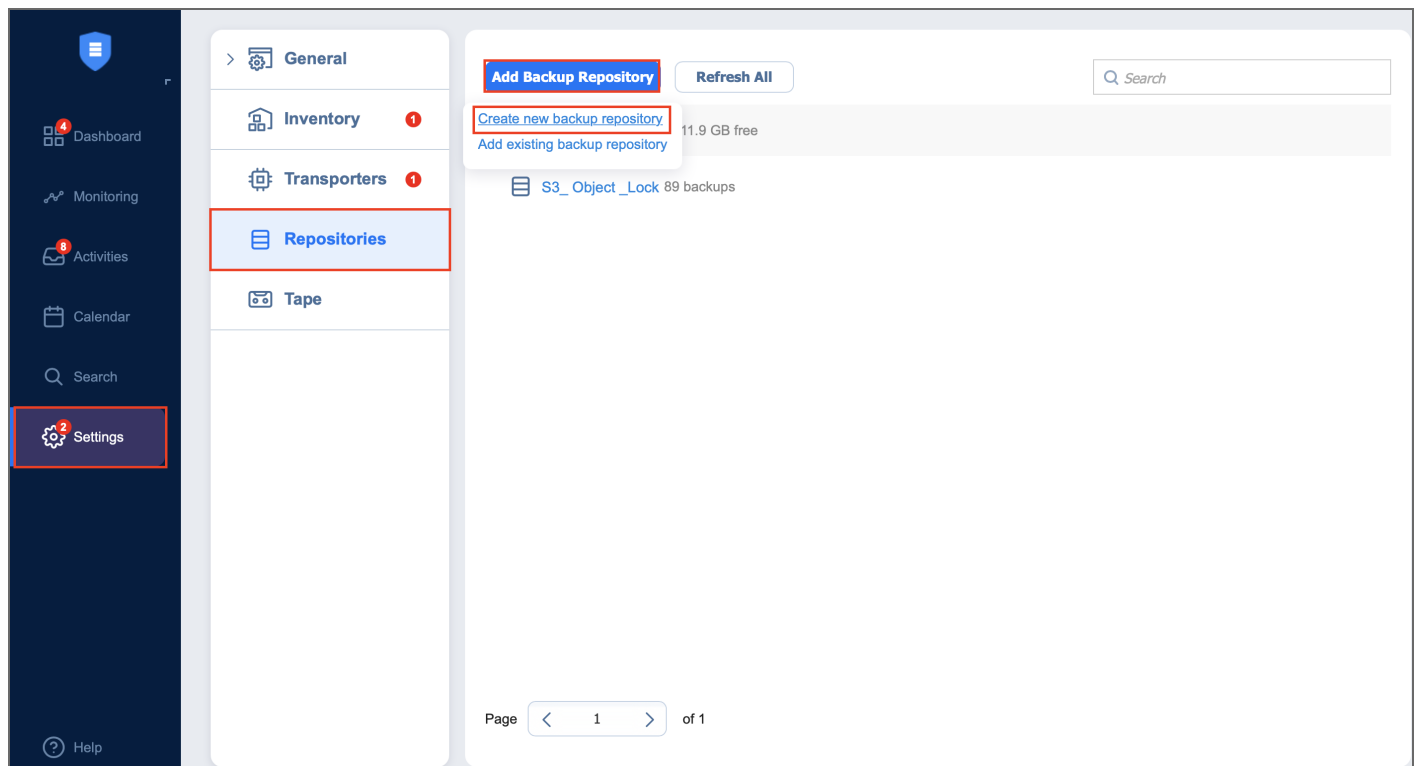 4
Dashboard
Monitoring
8
Activities
Calendar
Search
2
Settings
Help
General
Inventory 1
Transporters 1
Repositories
Tape
Add Backup Repository Refresh All Search
Create new backup repository
11.9 GB free
Add existing backup repository
S3_ Object _Lock 89 backups
Page 1 of 1